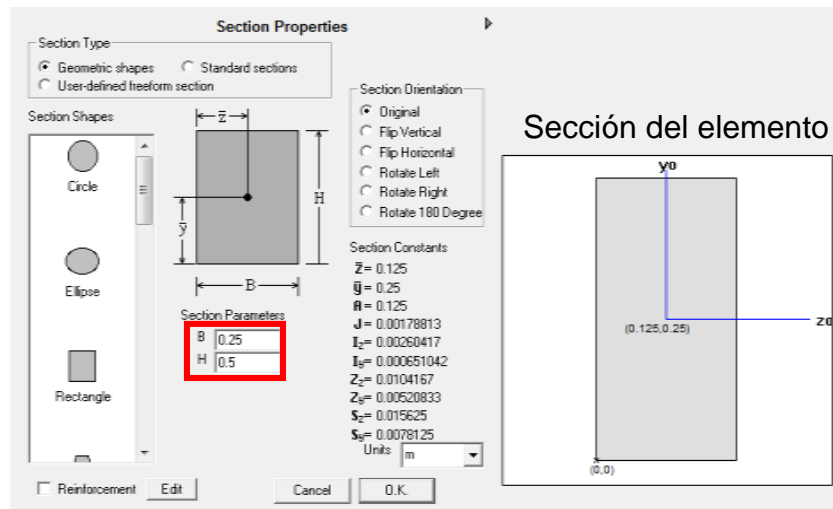 Section Properties
Section Type
Geometric shapes
Standard sections
User-defined freeform section
Section Shapes
Circle
Ellipse
Rectangle
z̄
H
ȳ
B
Section Parameters
B 0.25
H 0.5
Section Orientation
Original
Flip Vertical
Flip Horizontal
Rotate Left
Rotate Right
Rotate 180 Degree
Section Constants
z̄= 0.125
ȳ= 0.25
A= 0.125
J= 0.00178813
Iz= 0.00260417
Iy= 0.000651042
Zz= 0.0104167
Zy= 0.00520833
Sz= 0.015625
Sy= 0.0078125
Units m
Reinforcement
Edit
Cancel
O.K.
Sección del elemento
yo
zo
(0.125,0.25)
(0,0)